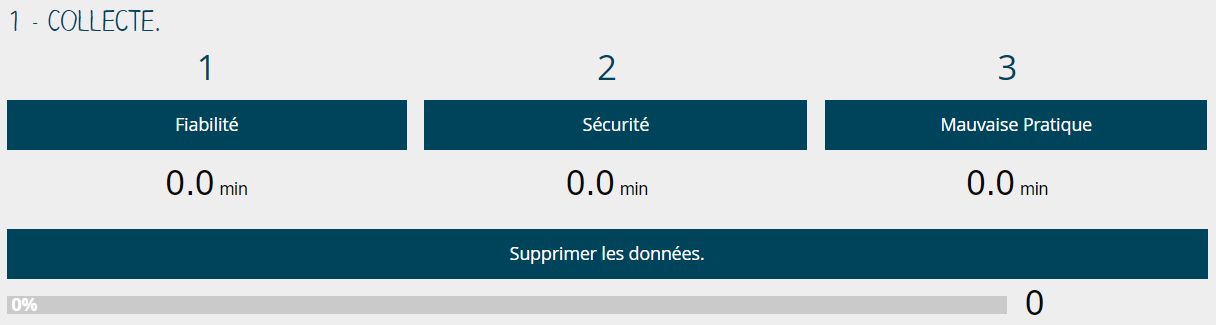 1 - COLLECTE.
1 2 3
Fiabilité Sécurité Mauvaise Pratique
0.0 min 0.0 min 0.0 min
Supprimer les données.
0% 0